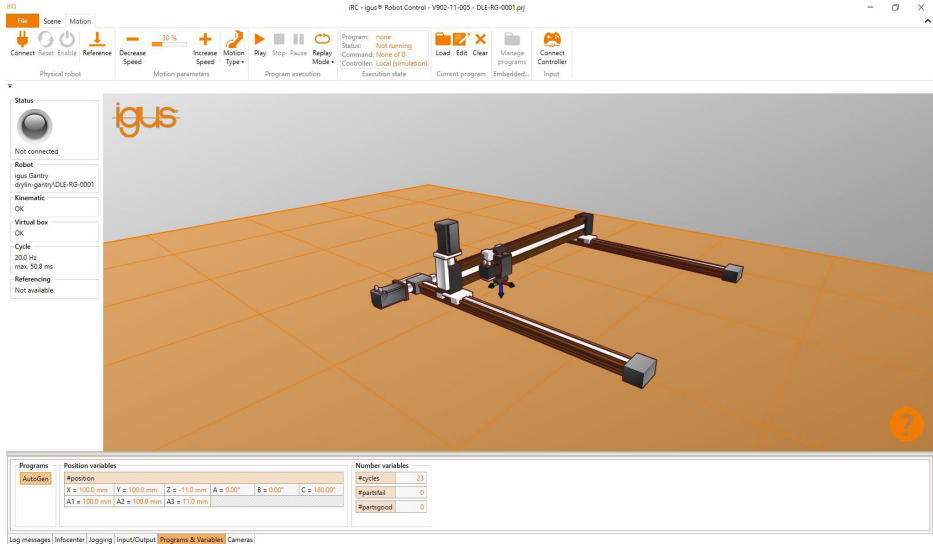 igus
iRC - igus® Robot Control - V902-11-005 - DLE-RG-0001.prj
File Scene Motion
30 %
Connect Reset Enable Reference Decrease Speed Increase Speed Motion Type Play Stop Pause Replay Mode
Program: none
Status: Not running
Command: None of 0
Controller: Local (simulation)
Load Edit Clear Manage programs Connect Controller
Physical robot Motion parameters Program execution Execution state Current program Embedded... Input
Status
Not connected
Robot
igus Gantry
drylin-gantry\DLE-RG-0001
Kinematic
OK
Virtual box
OK
Cycle
20.0 Hz
max. 50.8 ms
Referencing
Not available.
igus®
?
Programs
AutoGen
Position variables
#position
X = 100.0 mm Y = 100.0 mm Z = -11.0 mm A = 0.00° B = 0.00° C = 180.00°
A1 = 100.0 mm A2 = 100.0 mm A3 = 11.0 mm
Number variables
#cycles 23
#partsfail 0
#partsgood 0
Log messages Infocenter Jogging Input/Output Programs & Variables Cameras